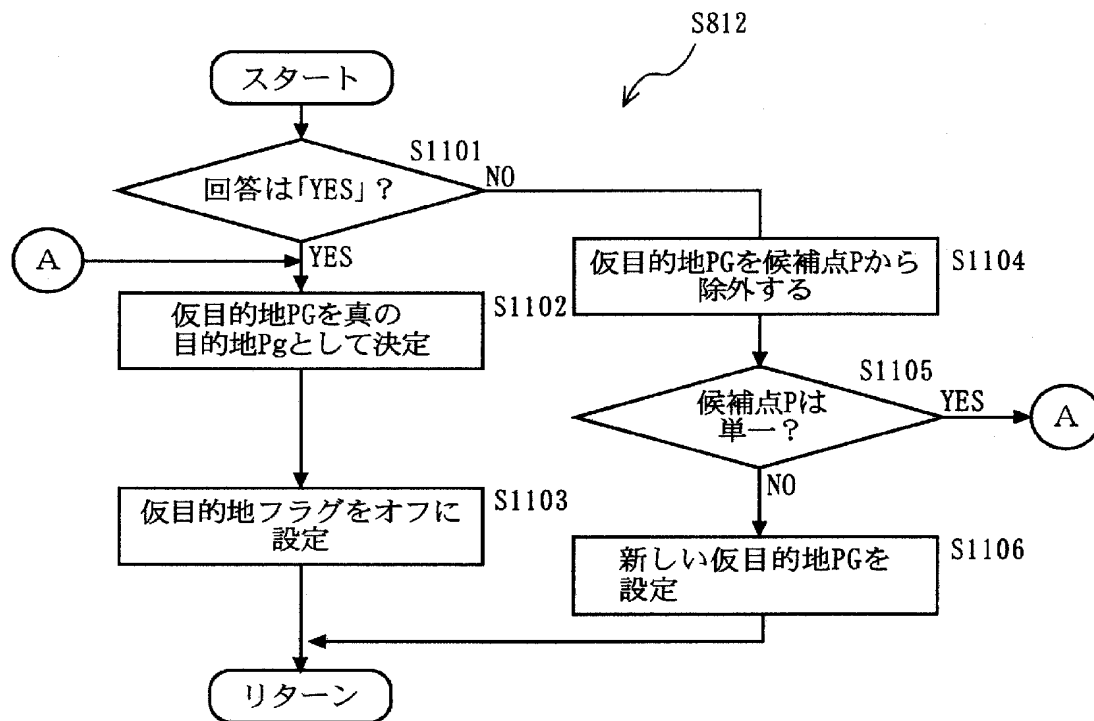 S812
スタート
S1101
回答は「YES」？
NO
YES
A
仮目的地PGを真の
目的地Pgとして決定
S1102
仮目的地フラグをオフに
設定
S1103
仮目的地PGを候補点Pから
除外する
S1104
S1105
候補点Pは
単一？
YES
A
NO
新しい仮目的地PGを
設定
S1106
リターン